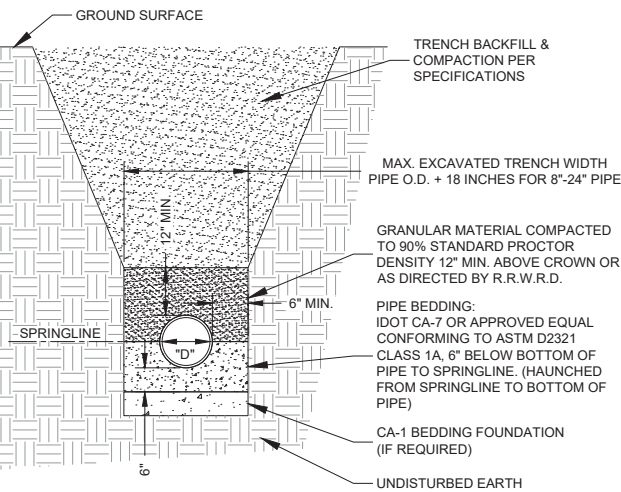 GROUND SURFACE
TRENCH BACKFILL &
COMPACTION PER
SPECIFICATIONS
MAX. EXCAVATED TRENCH WIDTH
PIPE O.D. + 18 INCHES FOR 8"-24" PIPE
12" MIN.
GRANULAR MATERIAL COMPACTED
TO 90% STANDARD PROCTOR
DENSITY 12" MIN. ABOVE CROWN OR
AS DIRECTED BY R.R.W.R.D.
6" MIN.
SPRINGLINE
"D"
PIPE BEDDING:
IDOT CA-7 OR APPROVED EQUAL
CONFORMING TO ASTM D2321
CLASS 1A, 6" BELOW BOTTOM OF
PIPE TO SPRINGLINE. (HAUNCHED
FROM SPRINGLINE TO BOTTOM OF
PIPE)
6"
CA-1 BEDDING FOUNDATION
(IF REQUIRED)
UNDISTURBED EARTH